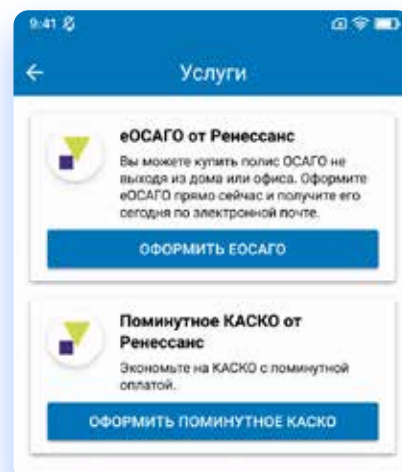 9:41
Услуги
еОСАГО от Ренессанс
Вы можете купить полис ОСАГО не
выходя из дома или офиса. Оформите
еОСАГО прямо сейчас и получите его
сегодня по электронной почте.
ОФОРМИТЬ ЕОСАГО
Поминутное КАСКО от
Ренессанс
Экономьте на КАСКО с поминутной
оплатой.
ОФОРМИТЬ ПОМИНУТНОЕ КАСКО